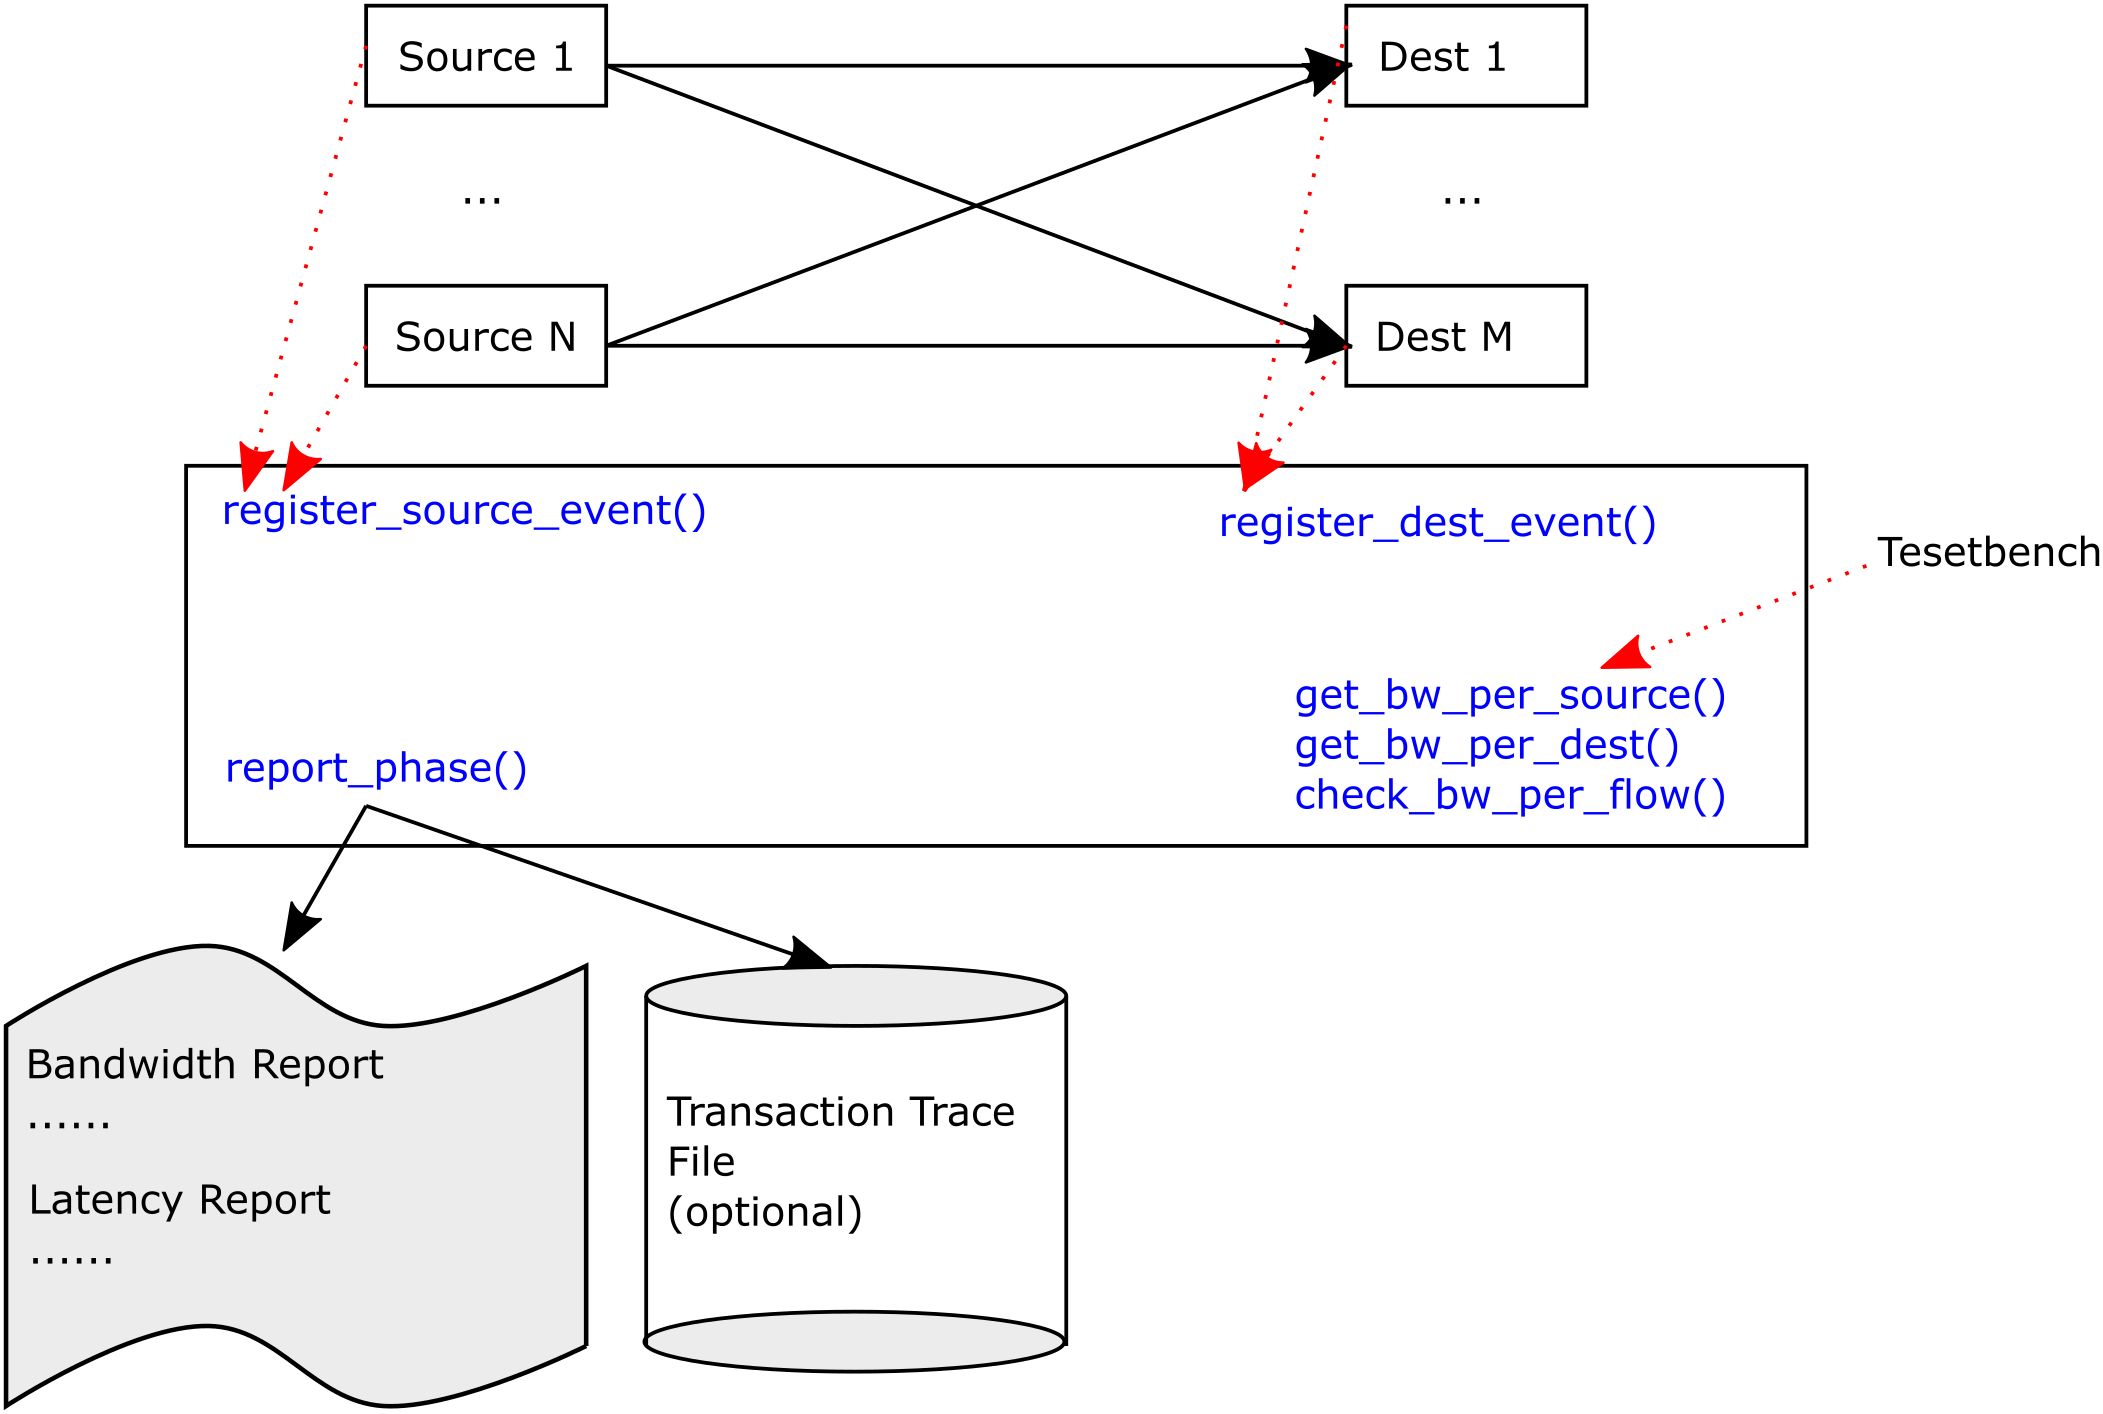 Source 1
Dest 1
...
...
Source N
Dest M
register_source_event()
register_dest_event()
Tesetbench
get_bw_per_source()
get_bw_per_dest()
check_bw_per_flow()
report_phase()
Bandwidth Report
......
Latency Report
......
Transaction Trace
File
(optional)